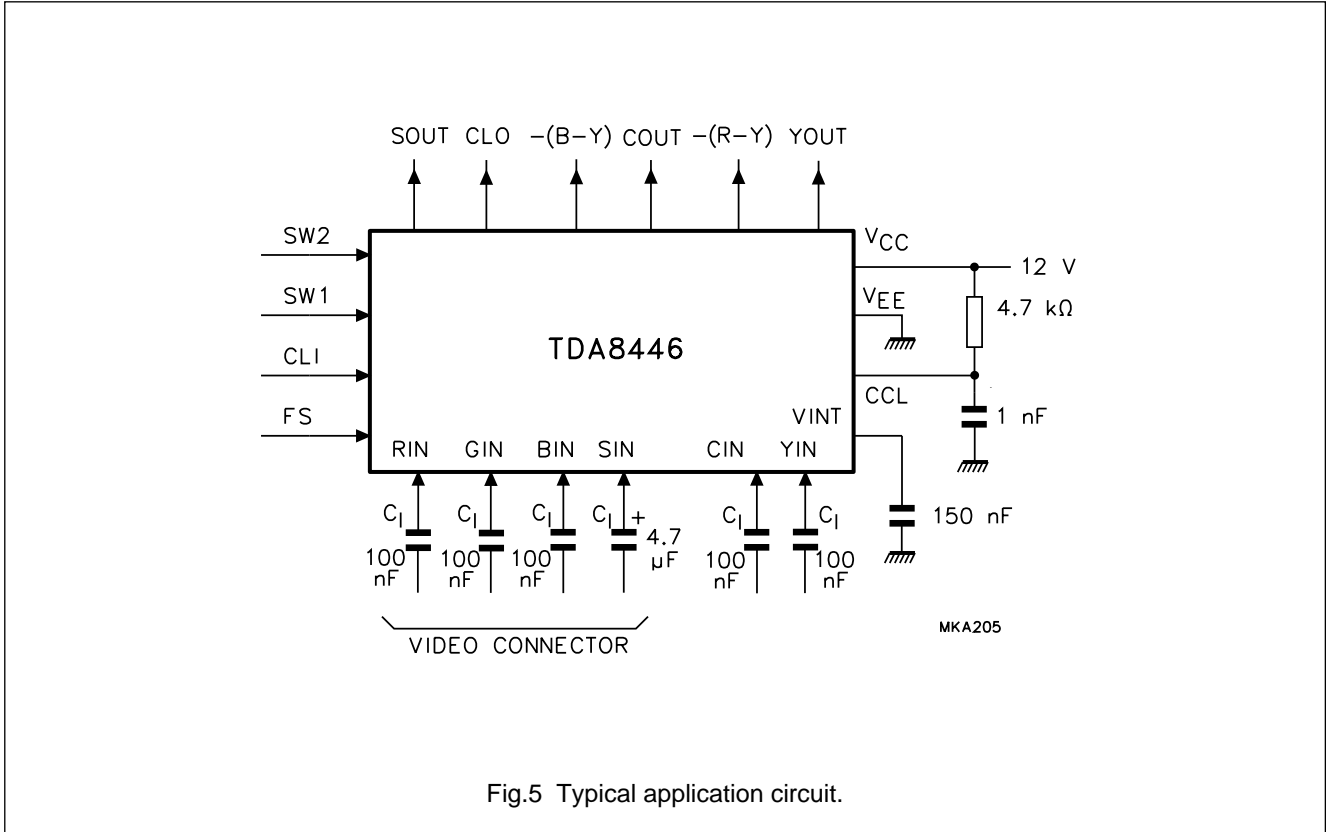 SOUT CLO -(B-Y) COUT -(R-Y) YOUT
SW2
SW1
CLI
FS
TDA8446
VCC
12 V
4.7 kΩ
VEE
CCL
1 nF
VINT
150 nF
RIN GIN BIN SIN CIN YIN
CI CI CI CI + CI CI
100 nF
100 nF
100 nF
4.7 μF
100 nF
100 nF
VIDEO CONNECTOR
MKA205
Fig.5 Typical application circuit.